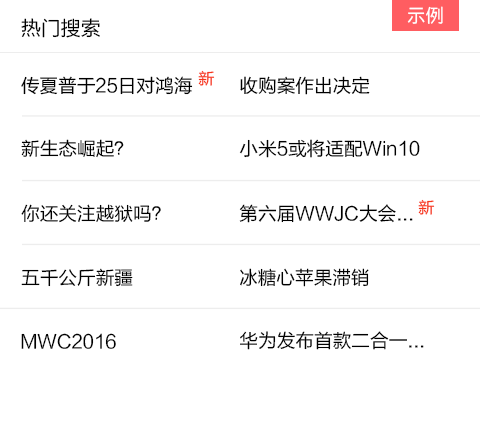 热门搜索
示例
传夏普于25日对鸿海 新
收购案作出决定
新生态崛起?
小米5或将适配Win10
你还关注越狱吗?
第六届WWJC大会... 新
五千公斤新疆
冰糖心苹果滞销
MWC2016
华为发布首款二合一...